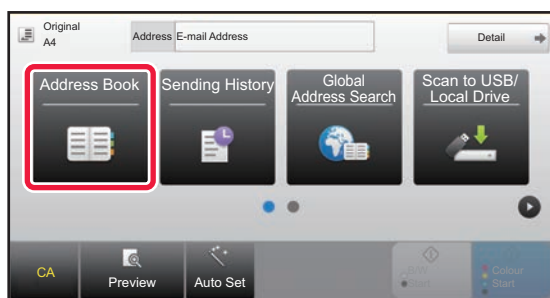 Original
A4
Address E-mail Address
Detail
Address Book
Sending History
Global
Address Search
Scan to USB/
Local Drive
CA
Preview
Auto Set
B/W
Start
Colour
Start